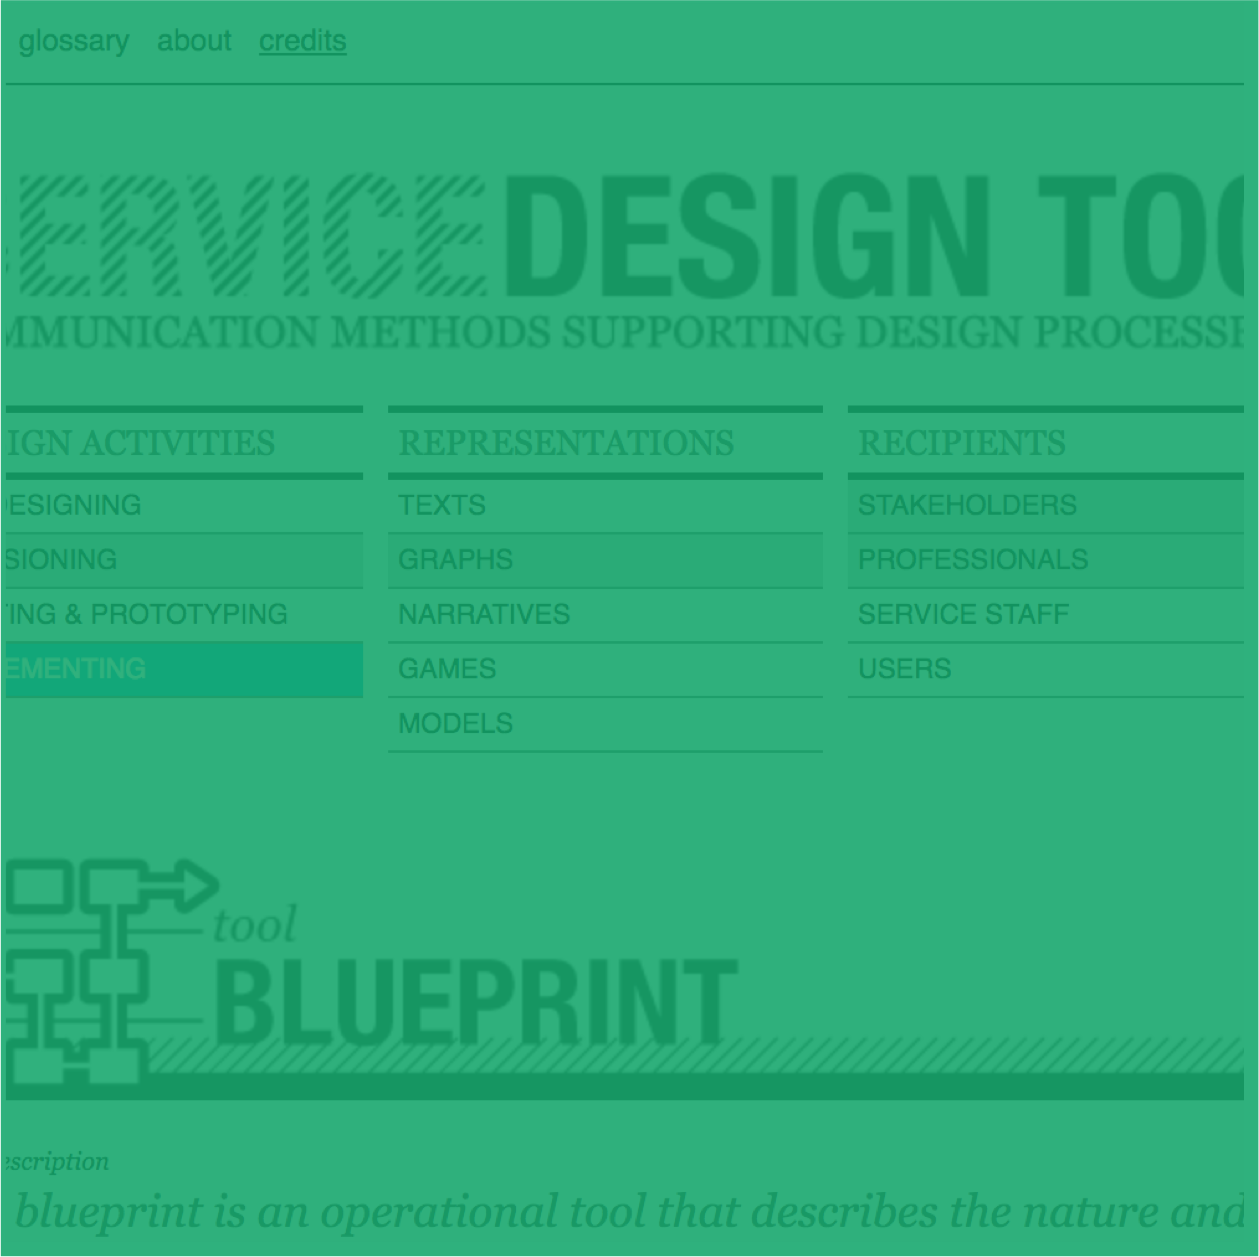 glossary about credits
ERVICEDESIGN TOO
MMUNICATION METHODS SUPPORTING DESIGN PROCESSE
IGN ACTIVITIES
ESIGNING
SIONING
ING & PROTOTYPING
EMENTING
REPRESENTATIONS
TEXTS
GRAPHS
NARRATIVES
GAMES
MODELS
RECIPIENTS
STAKEHOLDERS
PROFESSIONALS
SERVICE STAFF
USERS
tool
BLUEPRINT
escription
blueprint is an operational tool that describes the nature and